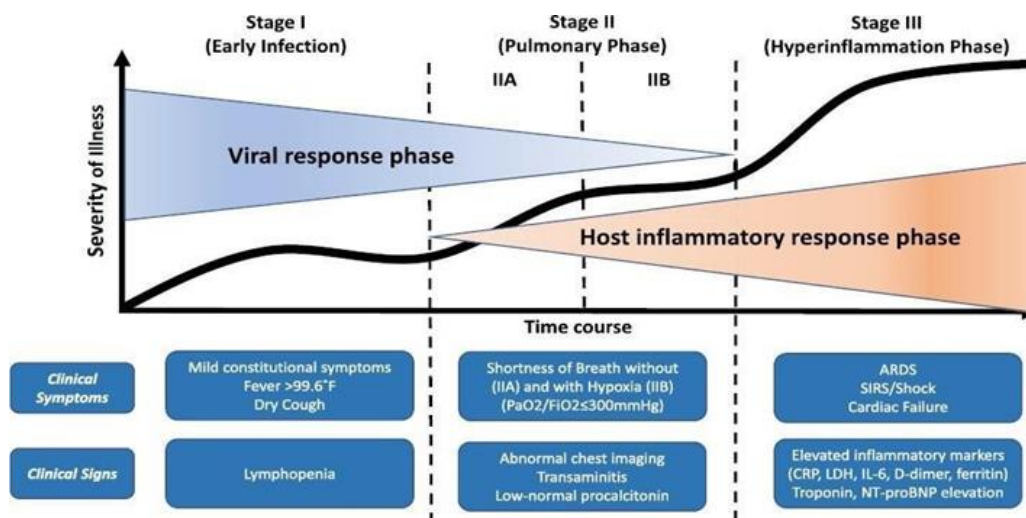 Stage I
(Early Infection)
Stage II
(Pulmonary Phase)
Stage III
(Hyperinflammation Phase)
IIA
IIB
Severity of Illness
Viral response phase
Host inflammatory response phase
Time course
Clinical
Symptoms
Mild constitutional symptoms
Fever >99.6°F
Dry Cough
Shortness of Breath without
(IIA) and with Hypoxia (IIB)
(PaO2/FiO2≤300mmHg)
ARDS
SIRS/Shock
Cardiac Failure
Clinical Signs
Lymphopenia
Abnormal chest imaging
Transaminitis
Low-normal procalcitonin
Elevated inflammatory markers
(CRP, LDH, IL-6, D-dimer, ferritin)
Troponin, NT-proBNP elevation